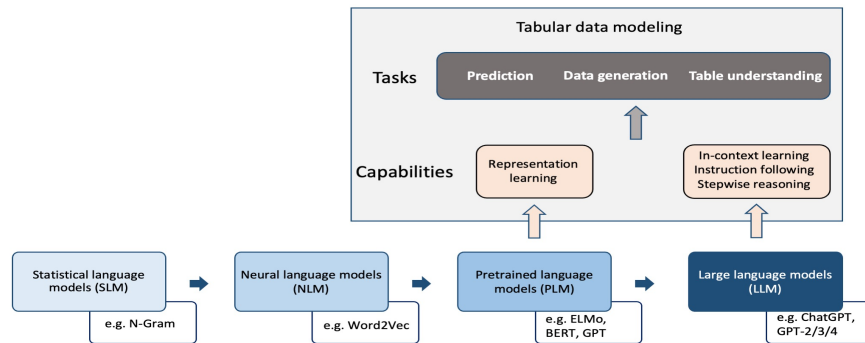 Tabular data modeling
Tasks
Prediction
Data generation
Table understanding
Capabilities
Representation
learning
In-context learning
Instruction following
Stepwise reasoning
Statistical language
models (SLM)
e.g. N-Gram
Neural language models
(NLM)
e.g. Word2Vec
Pretrained language
models (PLM)
e.g. ELMo,
BERT, GPT
Large language models
(LLM)
e.g. ChatGPT,
GPT-2/3/4